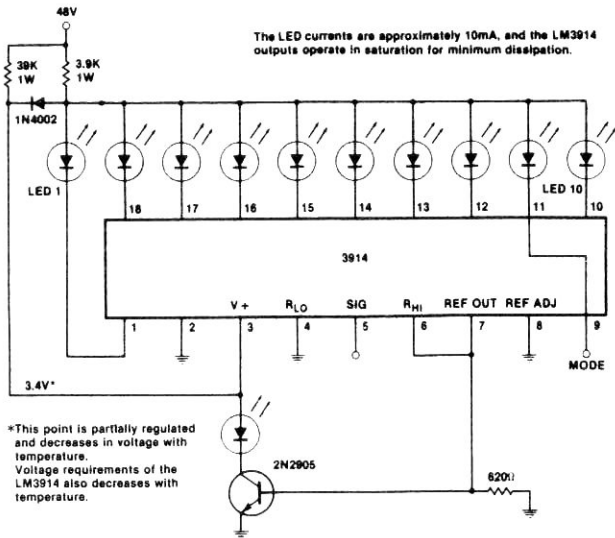 48V
The LED currents are approximately 10mA, and the LM3914
outputs operate in saturation for minimum dissipation.
39K
1W
3.9K
1W
1N4002
LED 1
LED 10
18
17
16
15
14
13
12
11
10
3914
V +
RLO
SIG
RHI
REF OUT
REF ADJ
1
2
3
4
5
6
7
8
9
MODE
3.4V*
*This point is partially regulated
and decreases in voltage with
temperature.
Voltage requirements of the
LM3914 also decreases with
temperature.
2N2905
620Ω